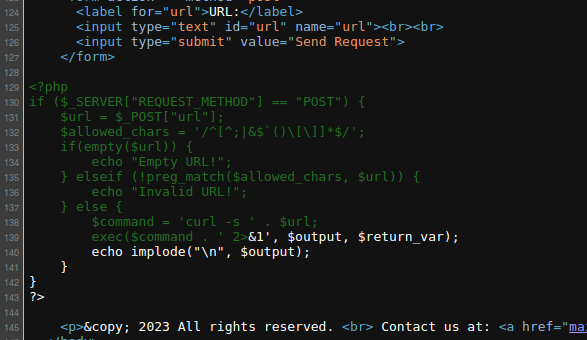 124 <label for="url">URL:</label>
125 <input type="text" id="url" name="url"><br><br>
126 <input type="submit" value="Send Request">
127 </form>
128
129 <?php
130 if ($_SERVER["REQUEST_METHOD"] == "POST") {
131 $url = $_POST["url"];
132 $allowed_chars = '/^[^;|&$`()\[\]]*$/';
133 if(empty($url)) {
134 echo "Empty URL!";
135 } elseif (!preg_match($allowed_chars, $url)) {
136 echo "Invalid URL!";
137 } else {
138 $command = 'curl -s ' . $url;
139 exec($command . ' 2>&1', $output, $return_var);
140 echo implode("\n", $output);
141 }
142 }
143 ?>
144
145 <p>&copy; 2023 All rights reserved. <br> Contact us at: <a href="ma